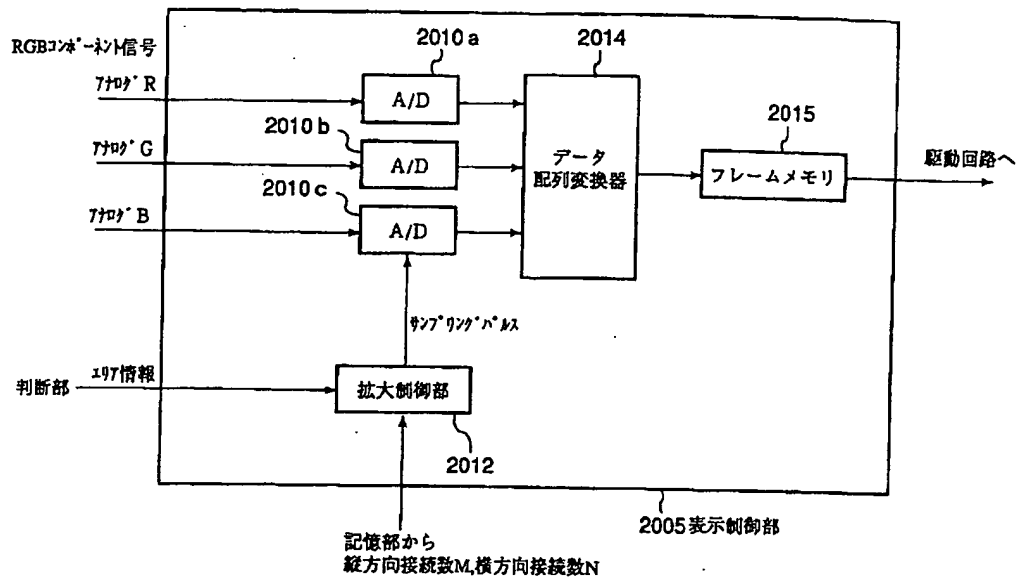 RGBｺﾝﾎﾟｰﾈﾝﾄ信号
ｱﾅﾛｸﾞR
2010a
A/D
2014
2010b
ｱﾅﾛｸﾞG
A/D
データ
配列変換器
2015
フレームメモリ
駆動回路へ
2010c
ｱﾅﾛｸﾞB
A/D
ｻﾝﾌﾟﾘﾝｸﾞﾊﾟﾙｽ
判断部
ｴﾘｱ情報
拡大制御部
2012
2005表示制御部
記憶部から
縦方向接続数M,横方向接続数N